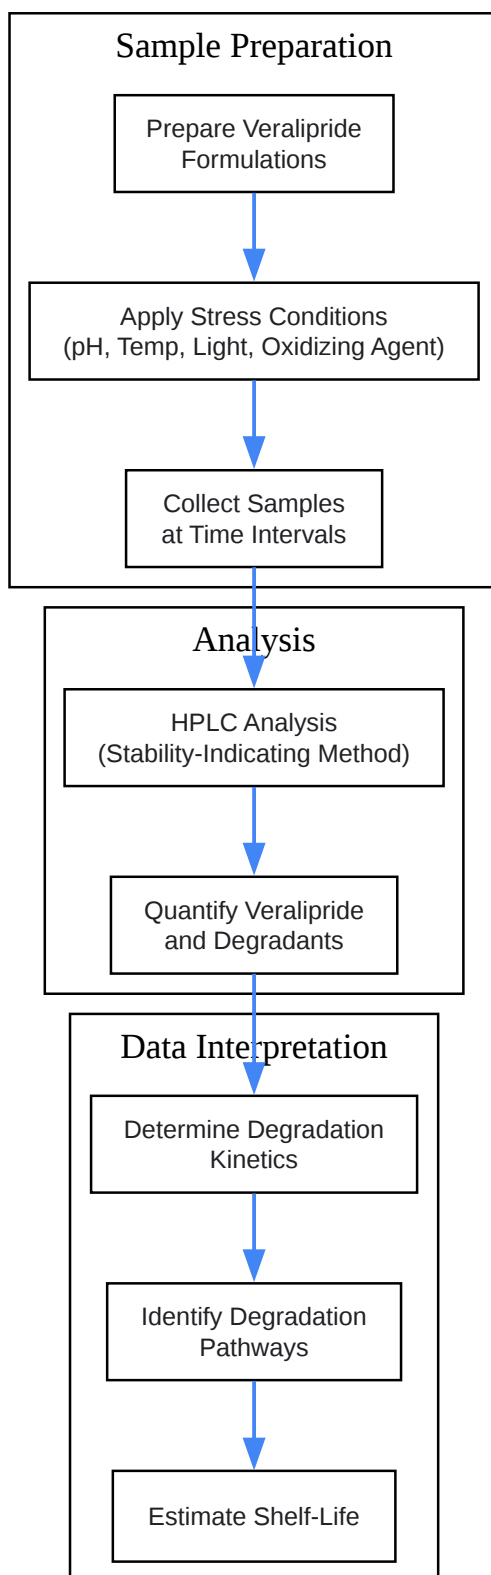 Sample Preparation
Prepare Veralipride
Formulations
Apply Stress Conditions
(pH, Temp, Light, Oxidizing Agent)
Collect Samples
at Time Intervals
Analysis
HPLC Analysis
(Stability-Indicating Method)
Quantify Veralipride
and Degradants
Data Interpretation
Determine Degradation
Kinetics
Identify Degradation
Pathways
Estimate Shelf-Life